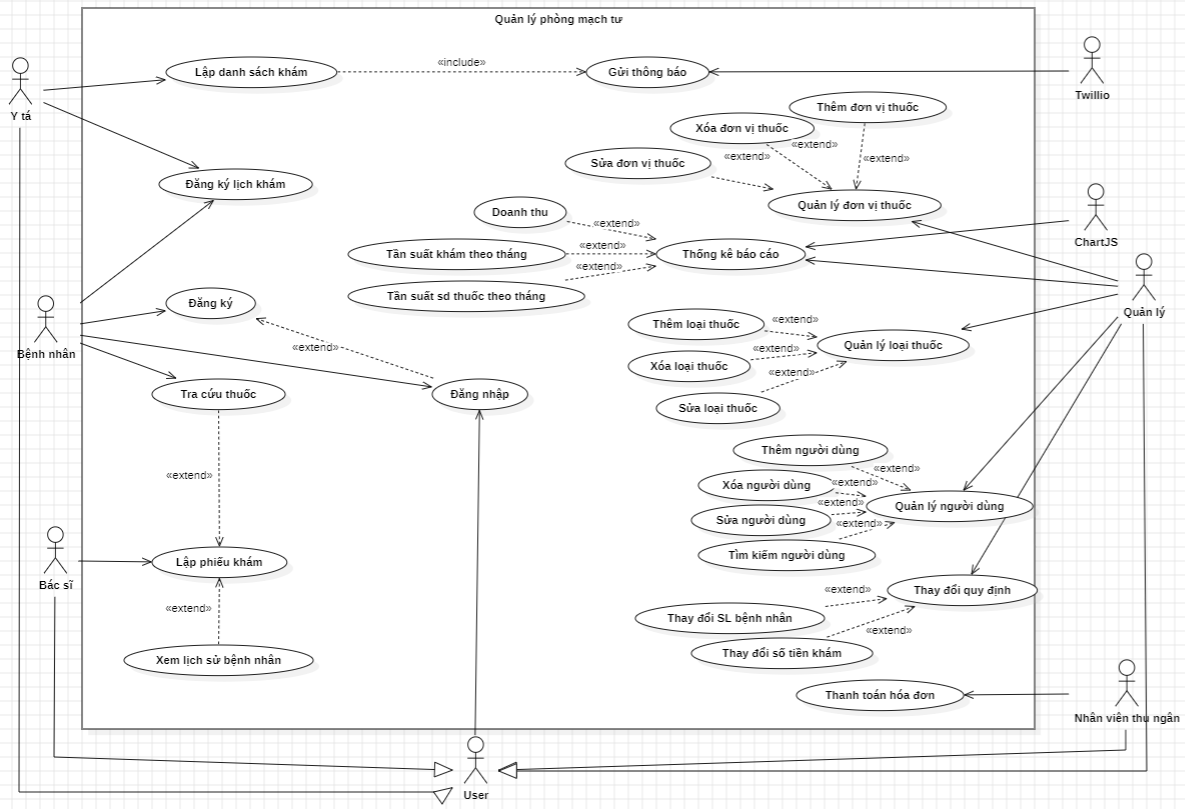 Quản lý phòng mạch tư
Lập danh sách khám
«include»
Gửi thông báo
Y tá
Twillio
Thêm đơn vị thuốc
Xóa đơn vị thuốc
«extend»
Sửa đơn vị thuốc
«extend»
«extend»
Đăng ký lịch khám
Quản lý đơn vị thuốc
Doanh thu
«extend»
ChartJS
Tần suất khám theo tháng
«extend»
Thống kê báo cáo
«extend»
Tần suất sd thuốc theo tháng
Đăng ký
Quản lý
Thêm loại thuốc
«extend»
Bệnh nhân
«extend»
«extend»
Quản lý loại thuốc
Xóa loại thuốc
«extend»
Tra cứu thuốc
Đăng nhập
Sửa loại thuốc
Thêm người dùng
«extend»
«extend»
Xóa người dùng
«extend»
«extend»
Quản lý người dùng
Sửa người dùng
«extend»
Tìm kiếm người dùng
Lập phiếu khám
Bác sĩ
«extend»
Thay đổi quy định
«extend»
Thay đổi SL bệnh nhân
«extend»
Thay đổi số tiền khám
Xem lịch sử bệnh nhân
Thanh toán hóa đơn
Nhân viên thu ngân
User